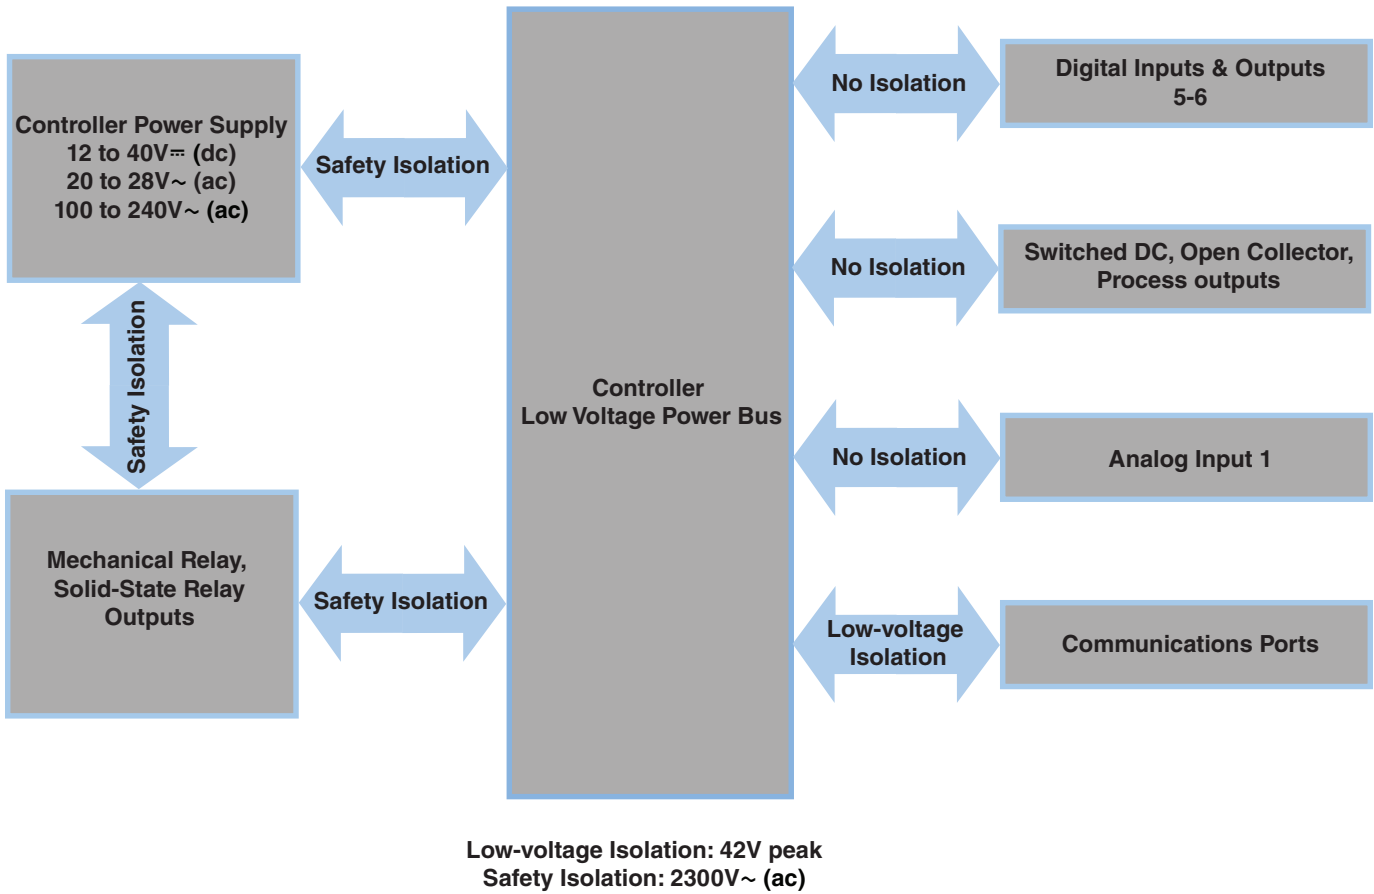 Controller Power Supply
12 to 40V⎓ (dc)
20 to 28V~ (ac)
100 to 240V~ (ac)
Safety Isolation
Safety Isolation
Mechanical Relay,
Solid-State Relay
Outputs
Safety Isolation
Controller
Low Voltage Power Bus
No Isolation
Digital Inputs & Outputs
5-6
No Isolation
Switched DC, Open Collector,
Process outputs
No Isolation
Analog Input 1
Low-voltage
Isolation
Communications Ports
Low-voltage Isolation: 42V peak
Safety Isolation: 2300V~ (ac)